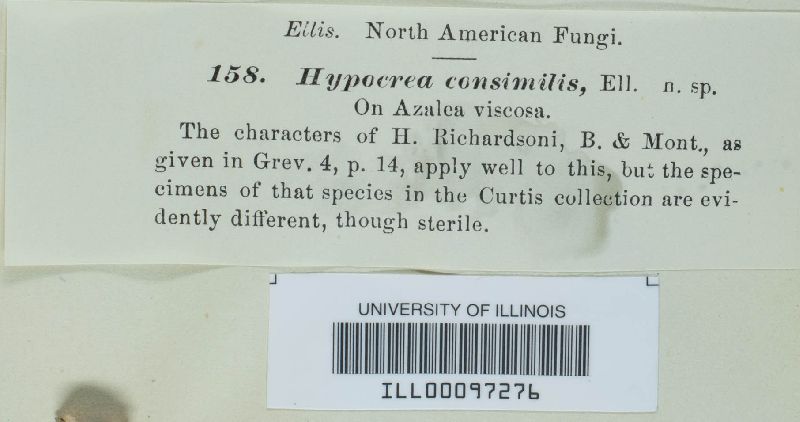 Ellis. North American Fungi.
158. Hypocrea consimilis, Ell. n. sp.
On Azalea viscosa.
The characters of H. Richardsoni, B. & Mont., as
given in Grev. 4, p. 14, apply well to this, but the spe-
cimens of that species in the Curtis collection are evi-
dently different, though sterile.
UNIVERSITY OF ILLINOIS
ILL00097276